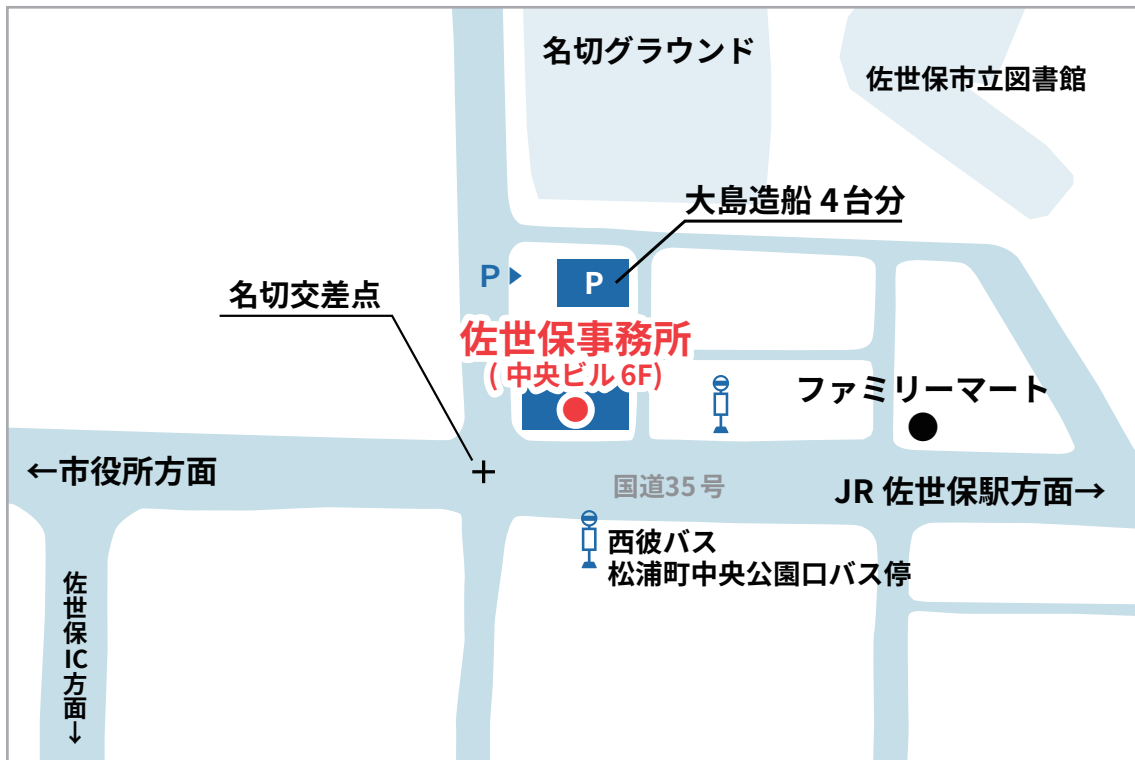 名切グラウンド
佐世保市立図書館
大島造船 4台分
P
P
名切交差点
佐世保事務所
(中央ビル6F)
ファミリーマート
←市役所方面
国道35号
JR 佐世保駅方面→
西彼バス
松浦町中央公園口バス停
佐世保IC方面↓